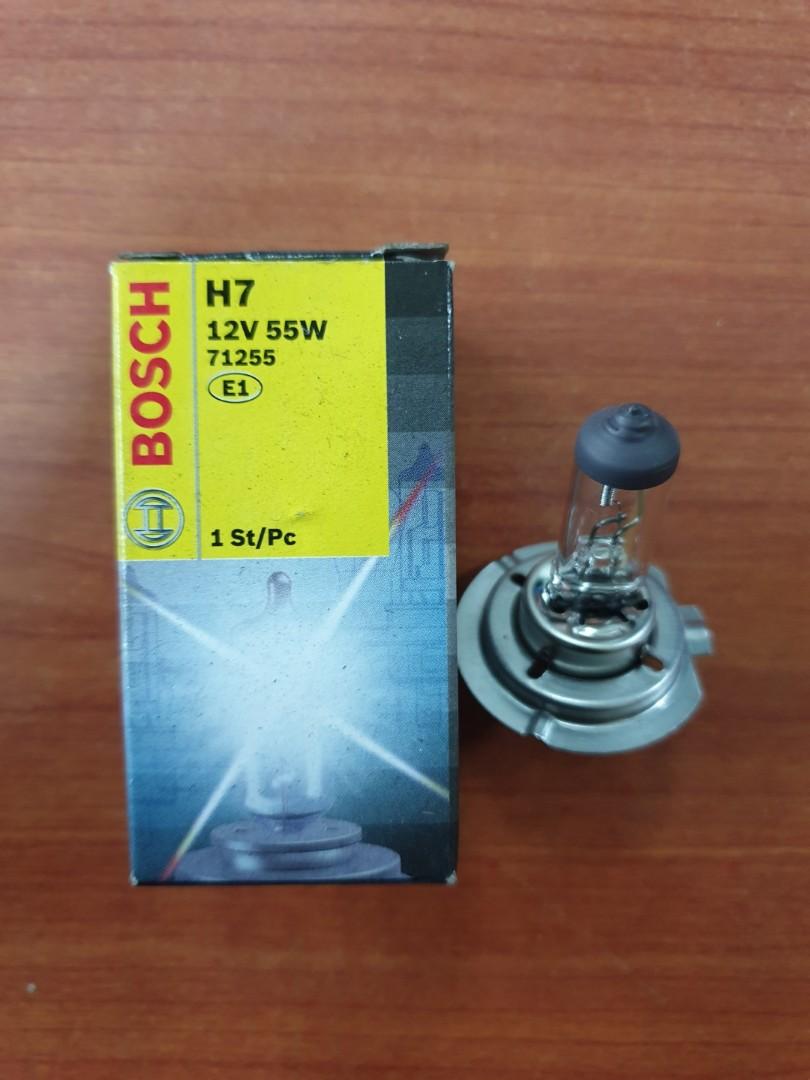 BOSCH
H7
12V 55W
71255
E1
1 St/Pc